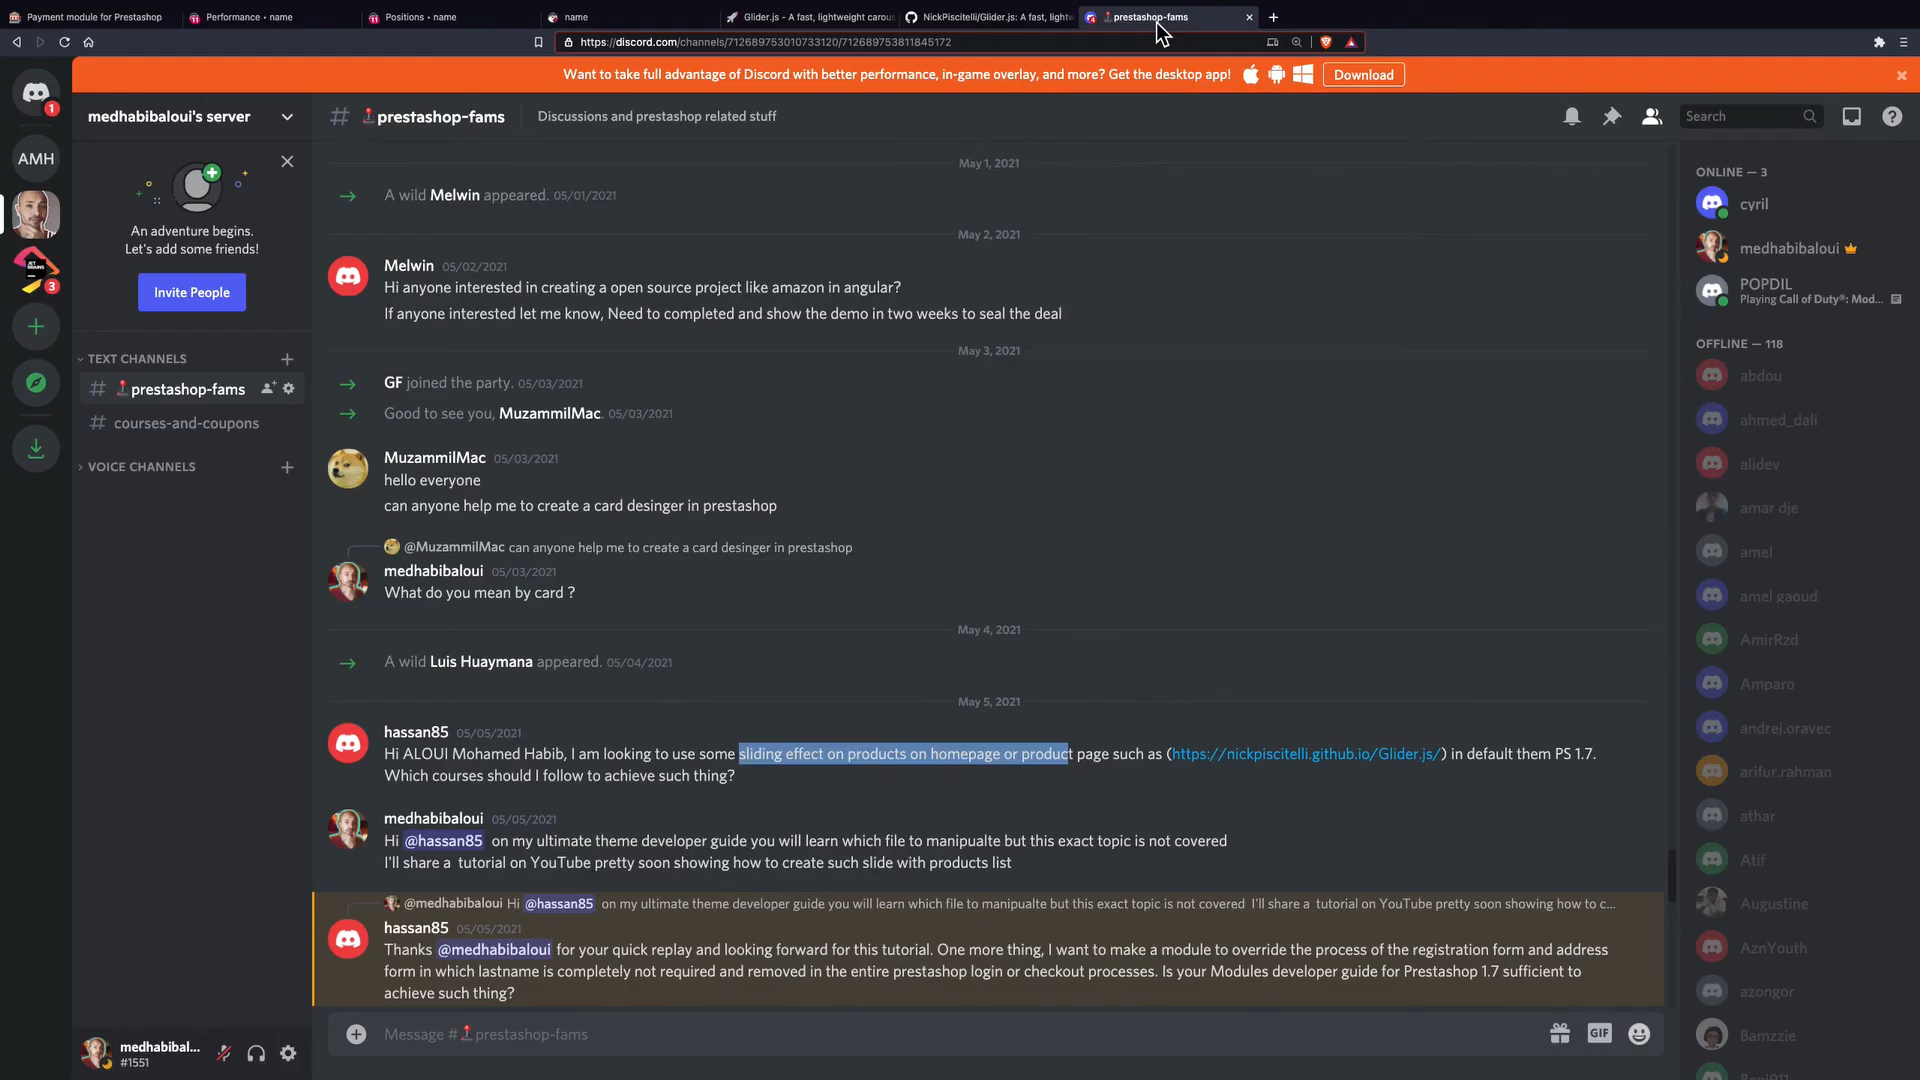 Payment module for Prestashop
Performance • name
Positions • name
name
Glider.js - A fast, lightweight carous
NickPiscitelli/Glider.js: A fast, lightw
prestashop-fams
https://discord.com/channels/712689753010733120/712689753811845172
Want to take full advantage of Discord with better performance, in-game overlay, and more? Get the desktop app!
Download
1
AMH
3
medhabibaloui's server
An adventure begins.
Let's add some friends!
Invite People
TEXT CHANNELS
prestashop-fams
courses-and-coupons
VOICE CHANNELS
medhabibal...
#1551
prestashop-fams
Discussions and prestashop related stuff
Search
May 1, 2021
A wild Melwin appeared. 05/01/2021
May 2, 2021
Melwin 05/02/2021
Hi anyone interested in creating a open source project like amazon in angular?
If anyone interested let me know, Need to completed and show the demo in two weeks to seal the deal
May 3, 2021
GF joined the party. 05/03/2021
Good to see you, MuzammilMac. 05/03/2021
MuzammilMac 05/03/2021
hello everyone
can anyone help me to create a card desinger in prestashop
@MuzammilMac can anyone help me to create a card desinger in prestashop
medhabibaloui 05/03/2021
What do you mean by card ?
May 4, 2021
A wild Luis Huaymana appeared. 05/04/2021
May 5, 2021
hassan85 05/05/2021
Hi ALOUI Mohamed Habib, I am looking to use some sliding effect on products on homepage or product page such as (https://nickpiscitelli.github.io/Glider.js/) in default them PS 1.7.
Which courses should I follow to achieve such thing?
medhabibaloui 05/05/2021
Hi @hassan85 on my ultimate theme developer guide you will learn which file to manipualte but this exact topic is not covered
I'll share a tutorial on YouTube pretty soon showing how to create such slide with products list
@medhabibaloui Hi @hassan85 on my ultimate theme developer guide you will learn which file to manipualte but this exact topic is not covered I'll share a tutorial on YouTube pretty soon showing how to c...
hassan85 05/05/2021
Thanks @medhabibaloui for your quick replay and looking forward for this tutorial. One more thing, I want to make a module to override the process of the registration form and address
form in which lastname is completely not required and removed in the entire prestashop login or checkout processes. Is your Modules developer guide for Prestashop 1.7 sufficient to
achieve such thing?
Message #prestashop-fams
GIF
ONLINE — 3
cyril
medhabibaloui
POPDIL
Playing Call of Duty®: Mod...
OFFLINE — 118
abdou
ahmed_dali
alidev
amar dje
amel
amel gaoud
AmirRzd
Amparo
andrej.oravec
arifur.rahman
athar
Atif
Augustine
AznYouth
azongor
Bamzzie